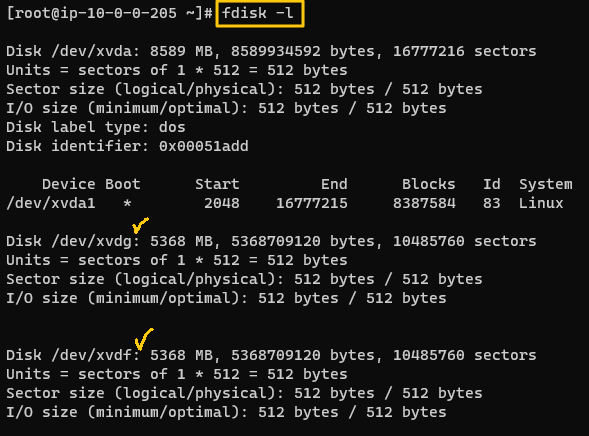 [root@ip-10-0-0-205 ~]# fdisk -l
Disk /dev/xvda: 8589 MB, 8589934592 bytes, 16777216 sectors
Units = sectors of 1 * 512 = 512 bytes
Sector size (logical/physical): 512 bytes / 512 bytes
I/O size (minimum/optimal): 512 bytes / 512 bytes
Disk label type: dos
Disk identifier: 0x00051add
Device Boot      Start         End      Blocks   Id  System
/dev/xvda1   *        2048    16777215     8387584   83  Linux
Disk /dev/xvdg: 5368 MB, 5368709120 bytes, 10485760 sectors
Units = sectors of 1 * 512 = 512 bytes
Sector size (logical/physical): 512 bytes / 512 bytes
I/O size (minimum/optimal): 512 bytes / 512 bytes
Disk /dev/xvdf: 5368 MB, 5368709120 bytes, 10485760 sectors
Units = sectors of 1 * 512 = 512 bytes
Sector size (logical/physical): 512 bytes / 512 bytes
I/O size (minimum/optimal): 512 bytes / 512 bytes